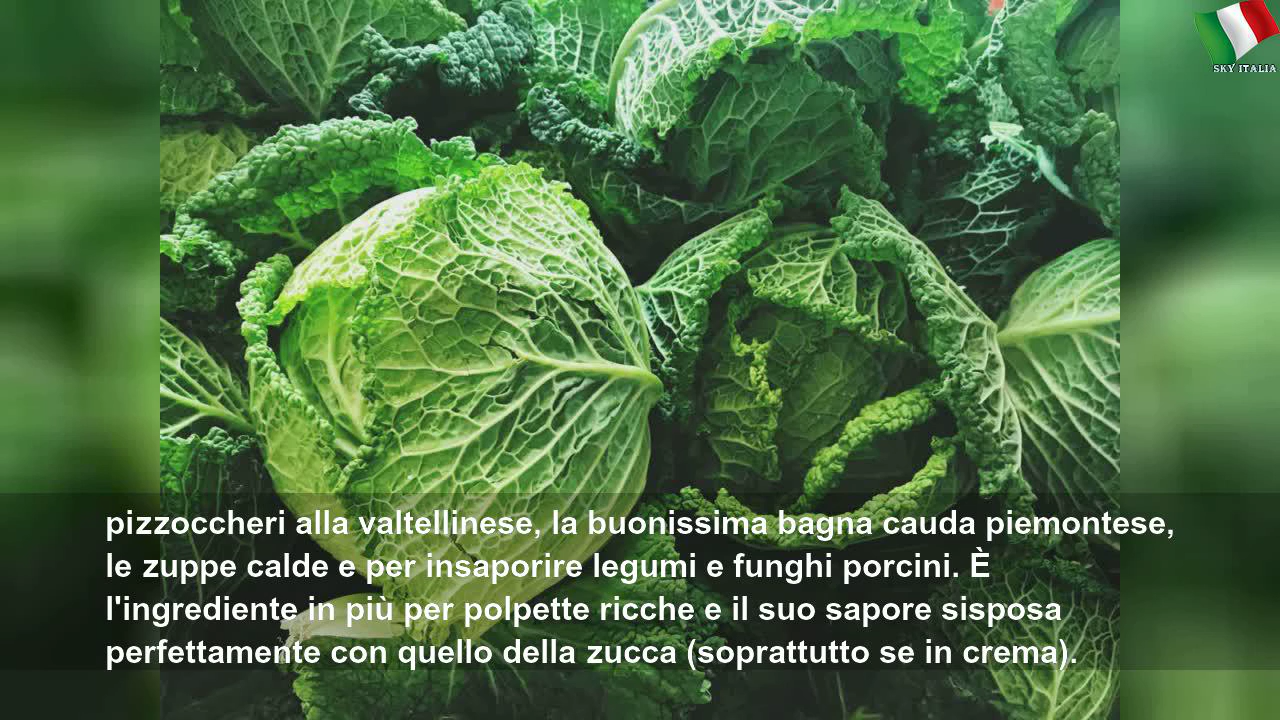 SKY ITALIA
pizzoccheri alla valtellinese, la buonissima bagna cauda piemontese,
le zuppe calde e per insaporire legumi e funghi porcini. È
l'ingrediente in più per polpette ricche e il suo sapore sisposa
perfettamente con quello della zucca (soprattutto se in crema).